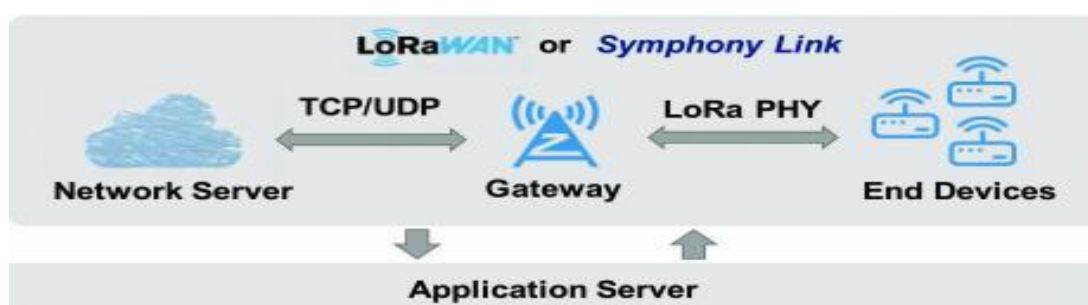 LoRaWAN or Symphony Link
TCP/UDP
LoRa PHY
Network Server
Gateway
End Devices
Application Server